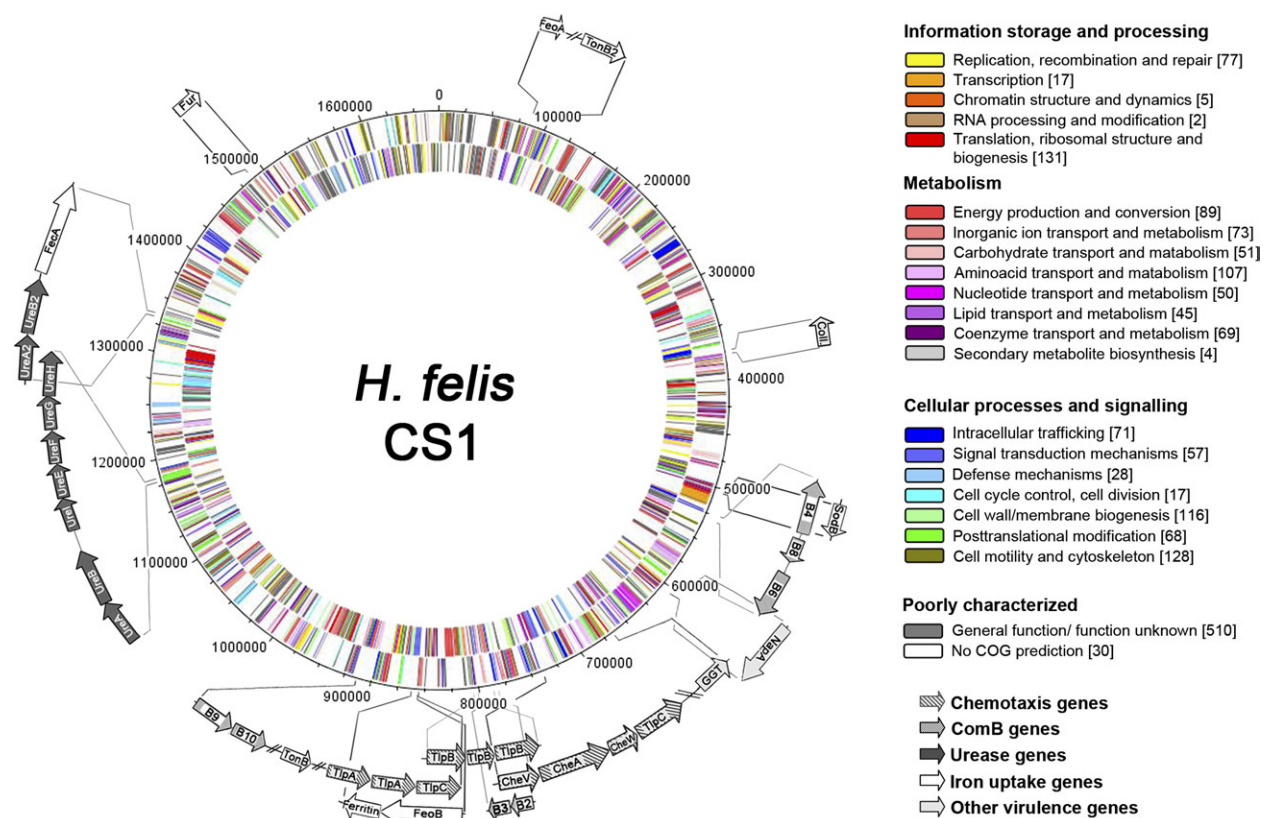 FeoA
TonB2
Fur
0
100000
200000
300000
400000
500000
600000
700000
800000
900000
1000000
1100000
1200000
1300000
1400000
1500000
1600000
H. felis
CS1
FecA
UreB2
UreA2
UreH
UreG
UreF
UreE
UreI
UreB
UreA
B4
SodB
B8
B6
NapA
GGT
TlpC
CheW
CheA
CheV
TlpB
TlpB
TlpB
B3
B2
B9
B10
TonB
TlpA
TlpA
TlpC
Ferritin
FeoB
Information storage and processing
Replication, recombination and repair [77]
Transcription [17]
Chromatin structure and dynamics [5]
RNA processing and modification [2]
Translation, ribosomal structure and
biogenesis [131]
Metabolism
Energy production and conversion [89]
Inorganic ion transport and metabolism [73]
Carbohydrate transport and matabolism [51]
Aminoacid transport and matabolism [107]
Nucleotide transport and metabolism [50]
Lipid transport and metabolism [45]
Coenzyme transport and metabolism [69]
Secondary metabolite biosynthesis [4]
Cellular processes and signalling
Intracellular trafficking [71]
Signal transduction mechanisms [57]
Defense mechanisms [28]
Cell cycle control, cell division [17]
Cell wall/membrane biogenesis [116]
Posttranslational modification [68]
Cell motility and cytoskeleton [128]
Poorly characterized
General function/ function unknown [510]
No COG prediction [30]
Chemotaxis genes
ComB genes
Urease genes
Iron uptake genes
Other virulence genes